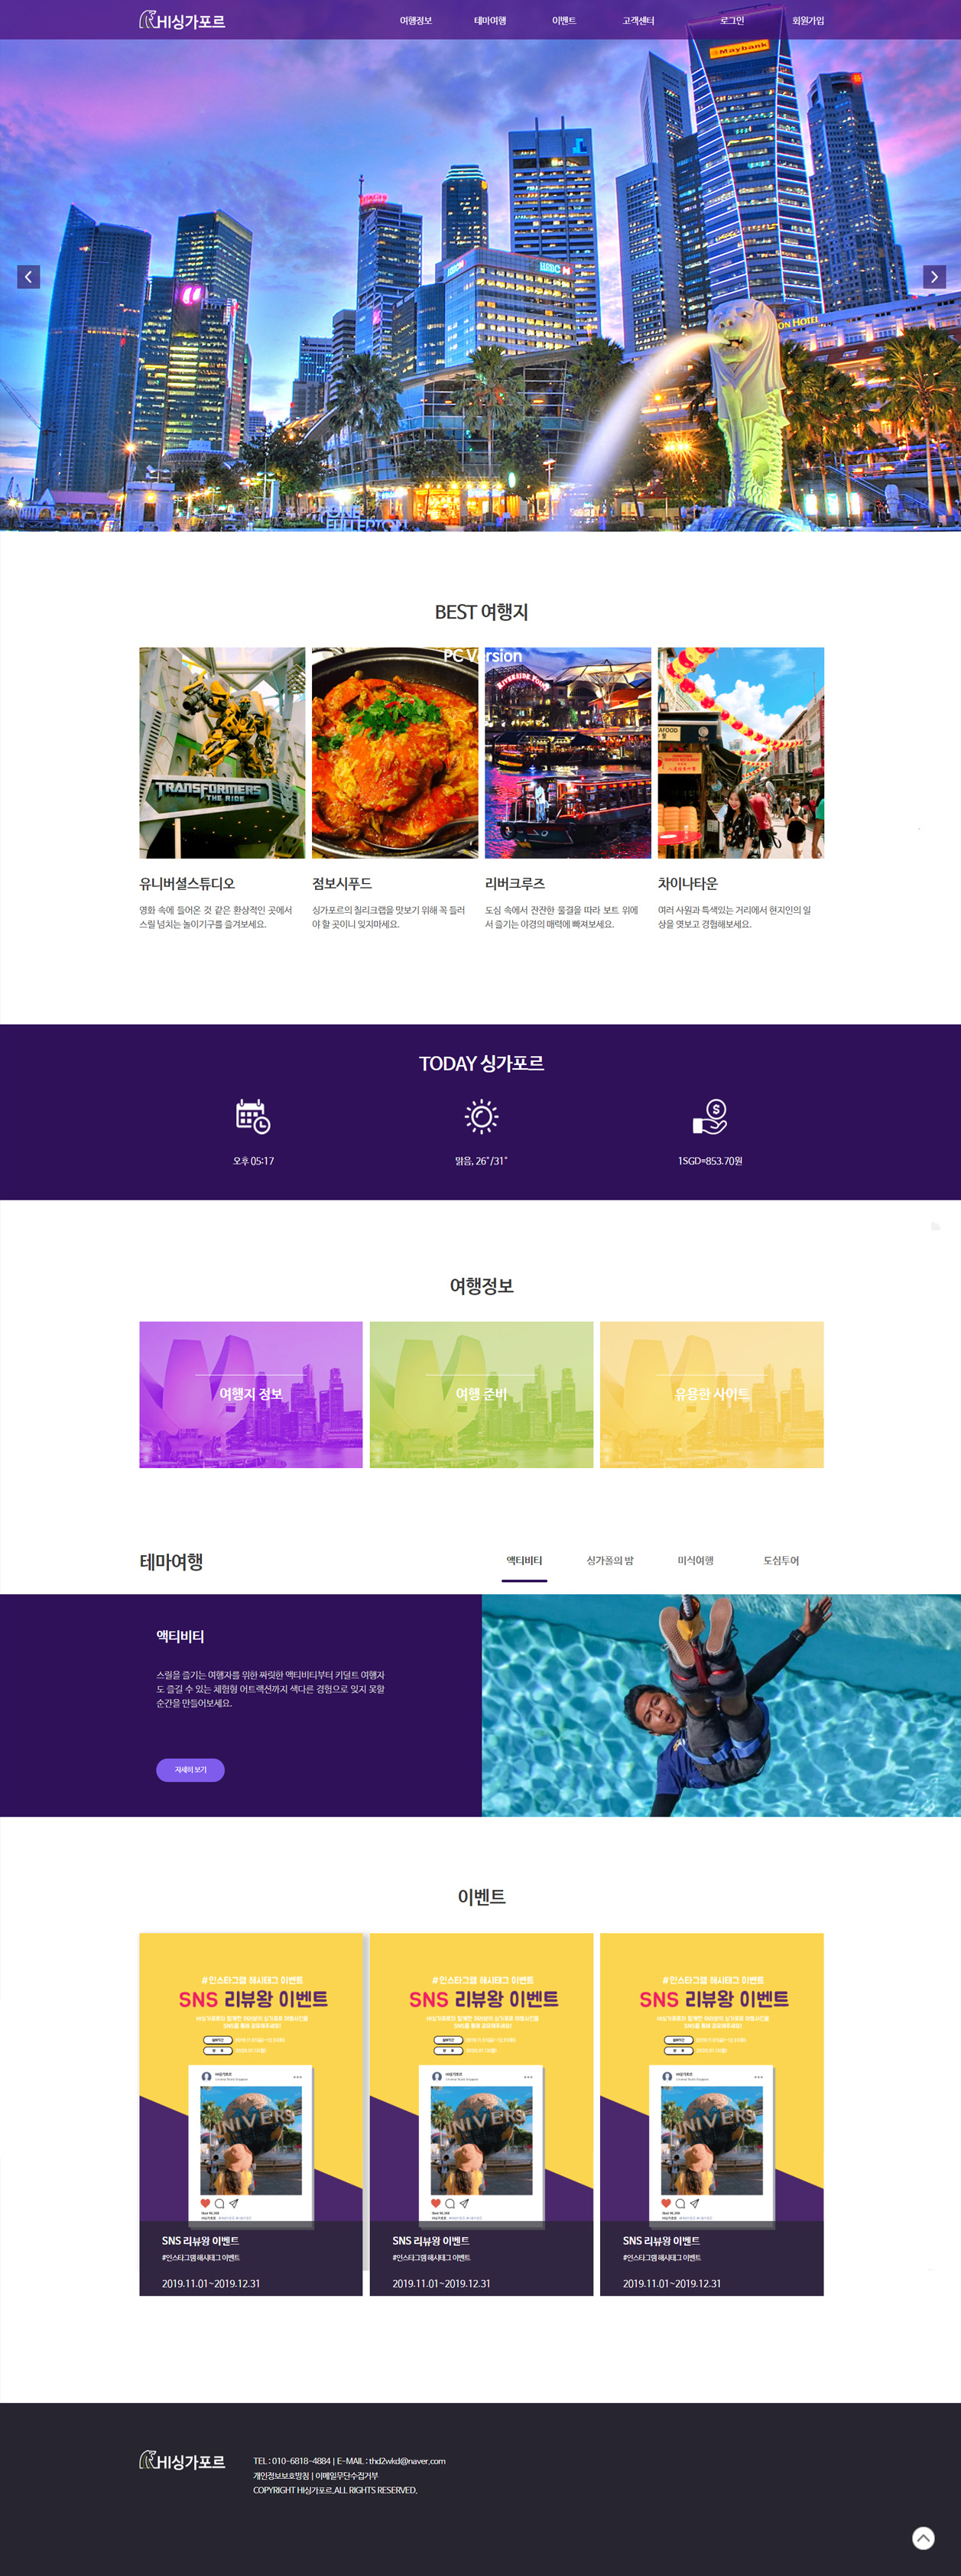 HI싱가포르
여행정보 테마여행 이벤트 고객센터 로그인 회원가입
Maybank
HSBC
HSBC
ON HOTEL
BEST 여행지
PC Version
TRANSFORMERS
THE RIDE
RIVERSIDE POINT
유니버셜스튜디오
영화 속에 들어온 것 같은 환상적인 곳에서
스릴 넘치는 놀이기구를 즐겨보세요.
점보시푸드
싱가포르의 칠리크랩을 맛보기 위해 꼭 들러
야 할 곳이니 잊지마세요.
리버크루즈
도심 속에서 잔잔한 물결을 따라 보트 위에
서 즐기는 야경의 매력에 빠져보세요.
차이나타운
여러 사원과 특색있는 거리에서 현지인의 일
상을 엿보고 경험해보세요.
TODAY 싱가포르
오후 05:17
맑음, 26°/31°
1SGD=853.70원
여행정보
여행지 정보
여행 준비
유용한 사이트
테마여행
액티비티 싱가폴의 밤 미식여행 도심투어
액티비티
스릴을 즐기는 여행자를 위한 짜릿한 액티비티부터 키덜트 여행자
도 즐길 수 있는 체험형 어트랙션까지 색다른 경험으로 잊지 못할
순간을 만들어보세요.
자세히 보기
이벤트
#인스타그램 해시태그 이벤트
SNS 리뷰왕 이벤트
SNS 리뷰왕 이벤트
#인스타그램 해시태그 이벤트
2019.11.01~2019.12.31
#인스타그램 해시태그 이벤트
SNS 리뷰왕 이벤트
SNS 리뷰왕 이벤트
#인스타그램 해시태그 이벤트
2019.11.01~2019.12.31
#인스타그램 해시태그 이벤트
SNS 리뷰왕 이벤트
SNS 리뷰왕 이벤트
#인스타그램 해시태그 이벤트
2019.11.01~2019.12.31
HI싱가포르
TEL : 010-6818-4884 | E-MAIL : thd2wkd@naver.com
개인정보보호방침 | 이메일무단수집거부
COPYRIGHT HI싱가포르.ALL RIGHTS RESERVED.